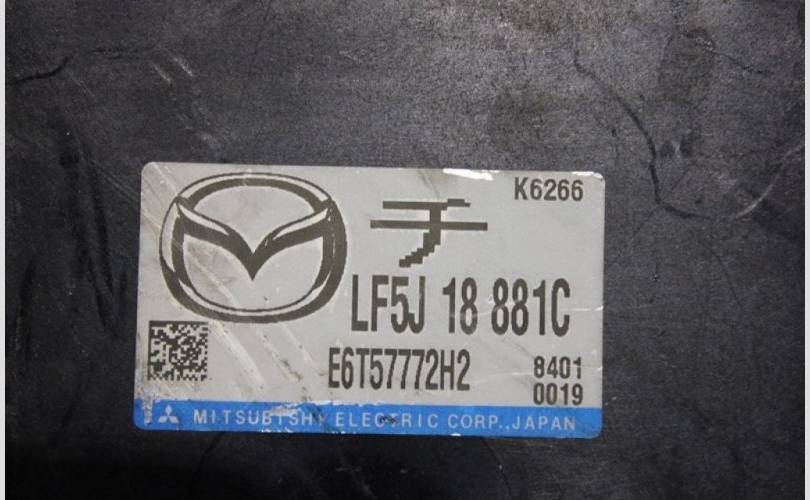 K6266
チ
LF5J 18 881C
E6T57772H2
8401
0019
MITSUBISHI ELECTRIC CORP.,JAPAN